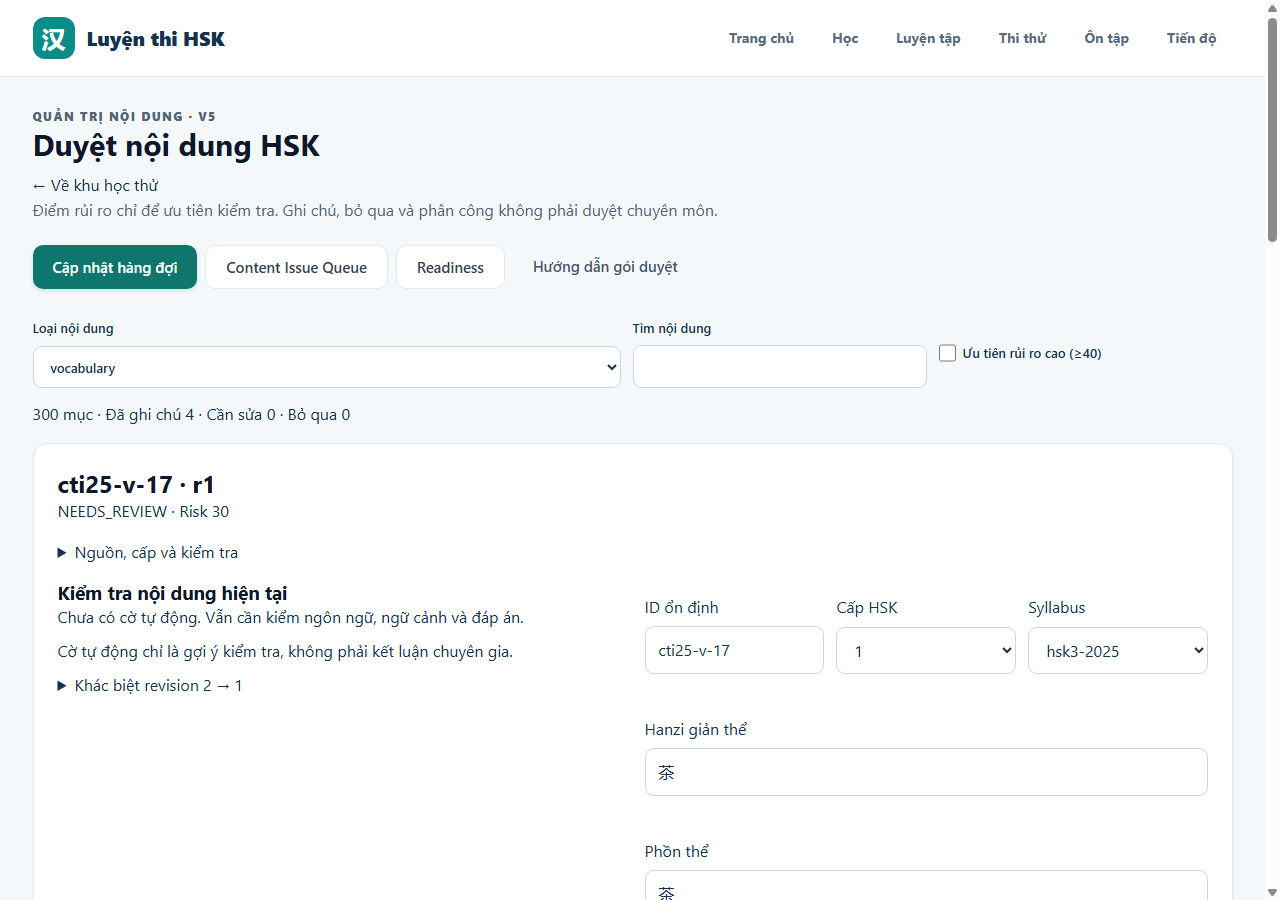 汉 Luyện thi HSK
Trang chủ Học Luyện tập Thi thử Ôn tập Tiến độ
QUẢN TRỊ NỘI DUNG · V5
Duyệt nội dung HSK
← Về khu học thử
Điểm rủi ro chỉ để ưu tiên kiểm tra. Ghi chú, bỏ qua và phân công không phải duyệt chuyên môn.
Cập nhật hàng đợi Content Issue Queue Readiness Hướng dẫn gói duyệt
Loại nội dung Tìm nội dung
vocabulary Ưu tiên rủi ro cao (≥40)
300 mục · Đã ghi chú 4 · Cần sửa 0 · Bỏ qua 0
cti25-v-17 · r1
NEEDS_REVIEW · Risk 30
▶ Nguồn, cấp và kiểm tra
Kiểm tra nội dung hiện tại
Chưa có cờ tự động. Vẫn cần kiểm ngôn ngữ, ngữ cảnh và đáp án.
Cờ tự động chỉ là gợi ý kiểm tra, không phải kết luận chuyên gia.
▶ Khác biệt revision 2 → 1
ID ổn định Cấp HSK Syllabus
cti25-v-17 1 hsk3-2025
Hanzi giản thể
茶
Phồn thể
茶